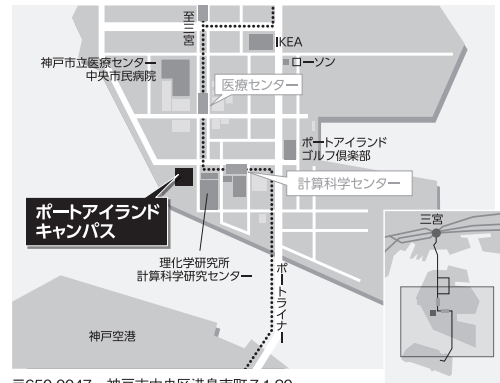 至三宮
IKEA
神戸市立医療センター
中央市民病院
ローソン
医療センター
ポートアイランド
ゴルフ倶楽部
計算科学センター
ポートアイランド
キャンパス
理化学研究所
計算科学研究センター
ポートライナー
三宮
神戸空港